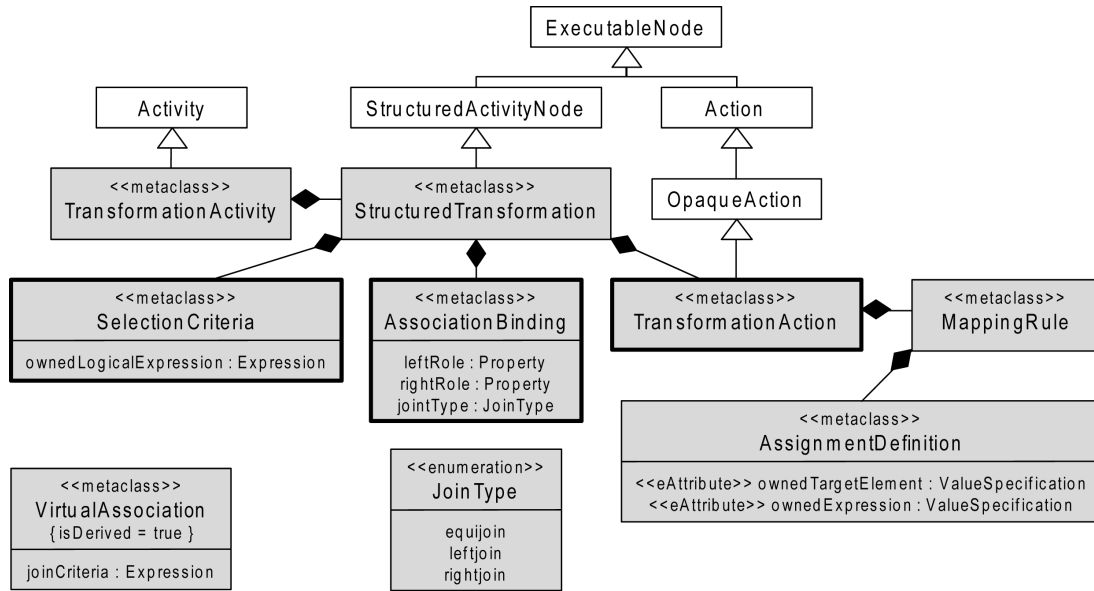 ExecutableNode
Activity
StructuredActivityNode
Action
<<metaclass>>
TransformationActivity
<<metaclass>>
StructuredTransformation
OpaqueAction
<<metaclass>>
SelectionCriteria
ownedLogicalExpression : Expression
<<metaclass>>
AssociationBinding
leftRole : Property
rightRole : Property
jointType : JoinType
<<metaclass>>
TransformationAction
<<metaclass>>
MappingRule
<<metaclass>>
AssignmentDefinition
<<eAttribute>> ownedTargetElement : ValueSpecification
<<eAttribute>> ownedExpression : ValueSpecification
<<metaclass>>
VirtualAssociation
{isDerived = true }
joinCriteria : Expression
<<enumeration>>
JoinType
equijoin
leftjoin
rightjoin